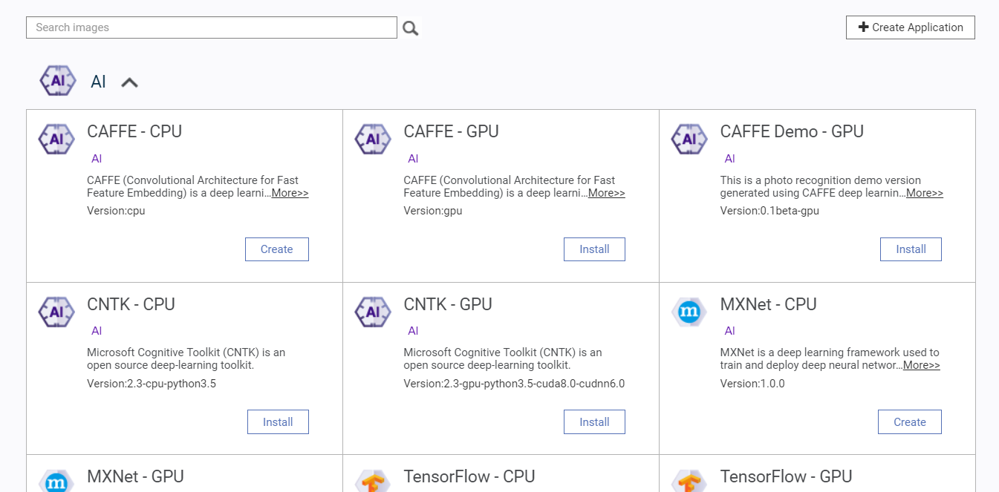 Search images
Create Application
AI AI
AI CAFFE - CPU
AI
CAFFE (Convolutional Architecture for Fast
Feature Embedding) is a deep learni...More>>
Version:cpu
Create
AI CAFFE - GPU
AI
CAFFE (Convolutional Architecture for Fast
Feature Embedding) is a deep learni...More>>
Version:gpu
Install
AI CAFFE Demo - GPU
AI
This is a photo recognition demo version
generated using CAFFE deep learnin...More>>
Version:0.1beta-gpu
Install
AI CNTK - CPU
AI
Microsoft Cognitive Toolkit (CNTK) is an
open source deep-learning toolkit.
Version:2.3-cpu-python3.5
Install
AI CNTK - GPU
AI
Microsoft Cognitive Toolkit (CNTK) is an
open source deep-learning toolkit.
Version:2.3-gpu-python3.5-cuda8.0-cudnn6.0
Install
m MXNet - CPU
AI
MXNet is a deep learning framework used to
train and deploy deep neural networ...More>>
Version:1.0.0
Create
m MXNet - GPU
TensorFlow - CPU
TensorFlow - GPU